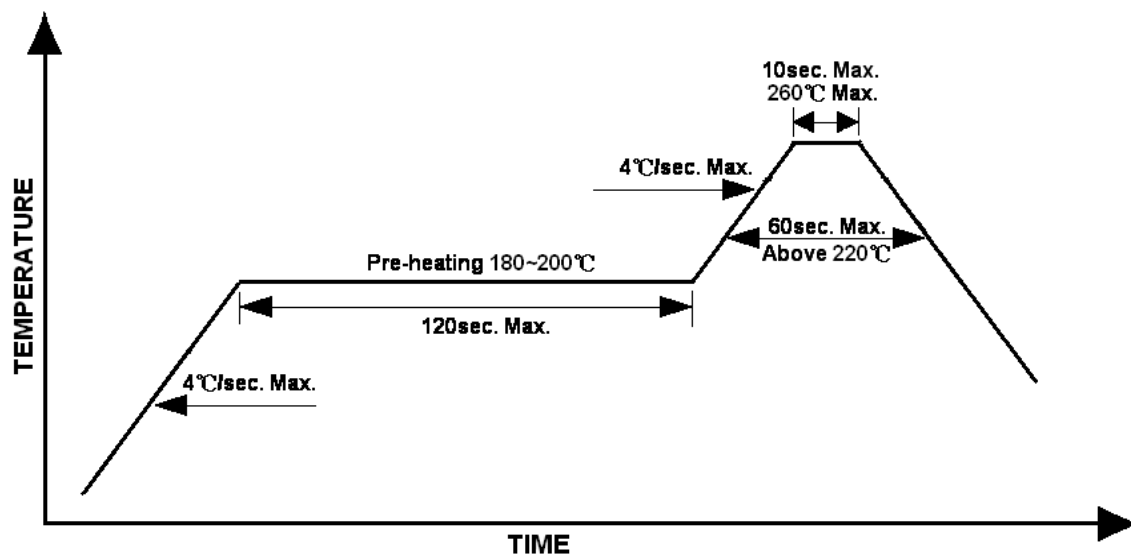 10sec. Max.
260℃ Max.
4℃/sec. Max.
60sec. Max.
Above 220℃
Pre-heating 180~200℃
120sec. Max.
4℃/sec. Max.
TEMPERATURE
TIME